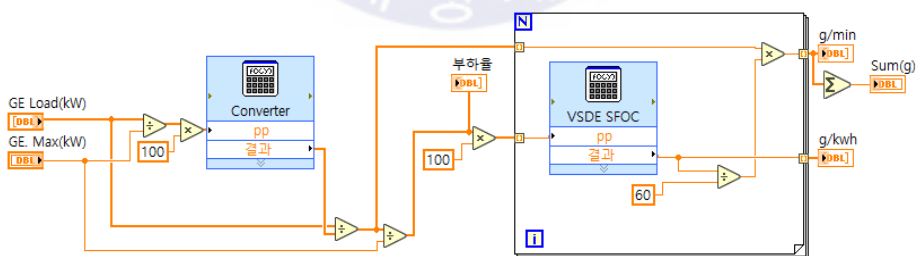 N
g/min
DBL
Sum(g)
DBL
부하율
DBL
f(x,y)
Converter
pp
결과
VSDE SFOC
pp
결과
GE Load(kW)
DBL
GE. Max(kW)
DBL
÷
×
100
100
×
×
Σ
g/kwh
DBL
÷
60
÷
÷
i